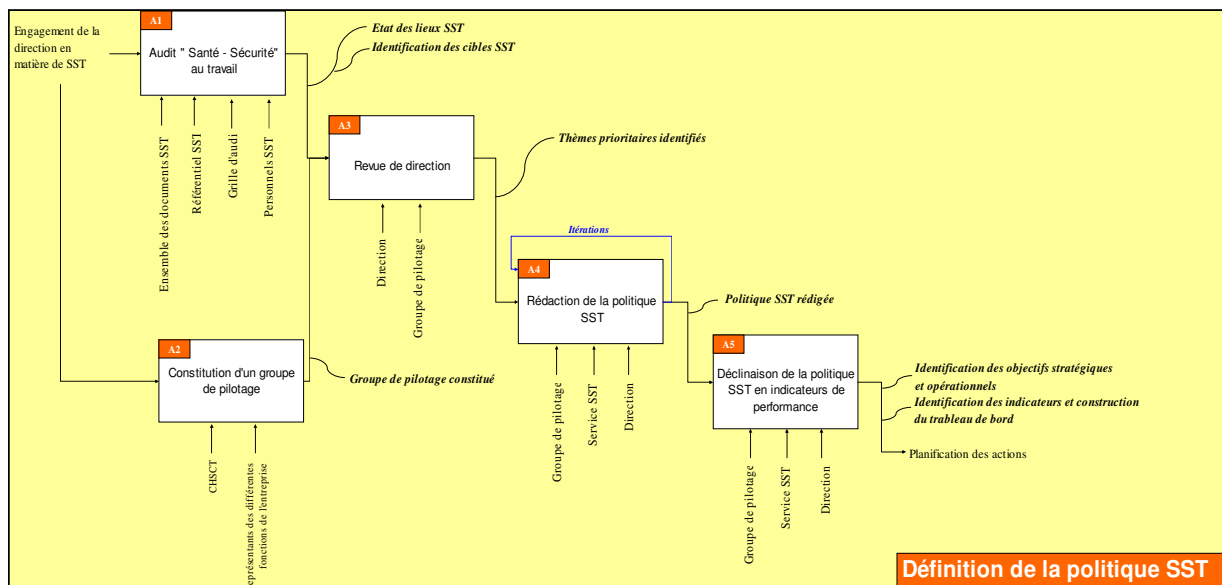 Engagement de la
direction en
matière de SST
A1
Audit " Santé - Sécurité"
au travail
Etat des lieux SST
Identification des cibles SST
Ensemble des documents SST
Référentiel SST
Grille d'audi
Personnels SST
A3
Revue de direction
Thèmes prioritaires identifiés
Direction
Groupe de pilotage
Itérations
A4
Rédaction de la politique
SST
Politique SST rédigée
Groupe de pilotage
Service SST
Direction
A2
Constitution d'un groupe
de pilotage
Groupe de pilotage constitué
CHSCT
eprésentants des différentes
fonctions de l'entreprise
A5
Déclinaison de la politique
SST en indicateurs de
performance
Identification des objectifs stratégiques
et opérationnels
Identification des indicateurs et construction
du trableau de bord
Planification des actions
Groupe de pilotage
Service SST
Direction
Définition de la politique SST